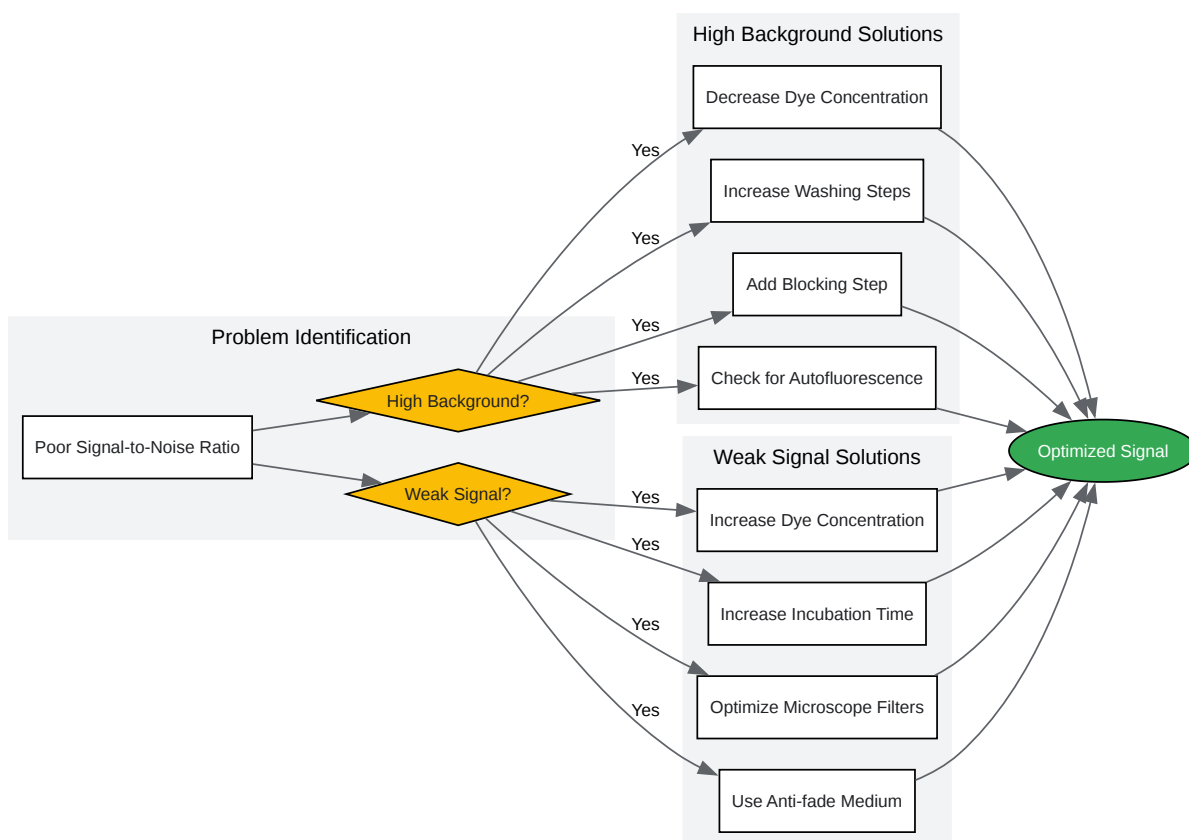 High Background Solutions
Decrease Dye Concentration
Yes
Increase Washing Steps
Yes
Add Blocking Step
Yes
Problem Identification
Check for Autofluorescence
Yes
High Background?
Poor Signal-to-Noise Ratio
Optimized Signal
Weak Signal Solutions
Weak Signal?
Yes
Increase Dye Concentration
Yes
Increase Incubation Time
Yes
Optimize Microscope Filters
Yes
Use Anti-fade Medium